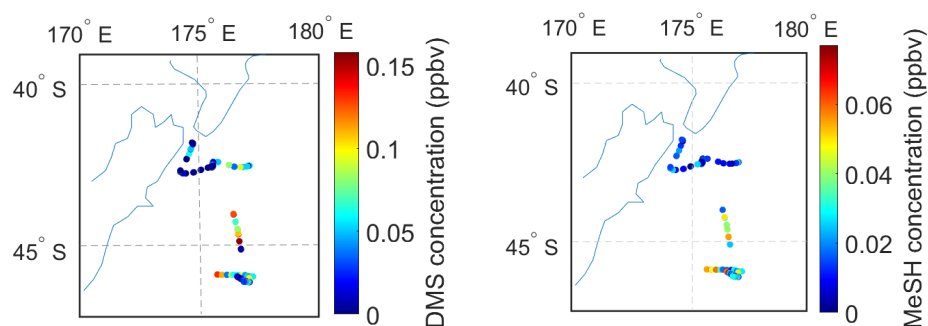 170° E 175° E 180° E
40° S
45° S
0.15
0.1
0.05
0
DMS concentration (ppbv)
170° E 175° E 180° E
40° S
45° S
0.06
0.04
0.02
0
MeSH concentration (ppbv)